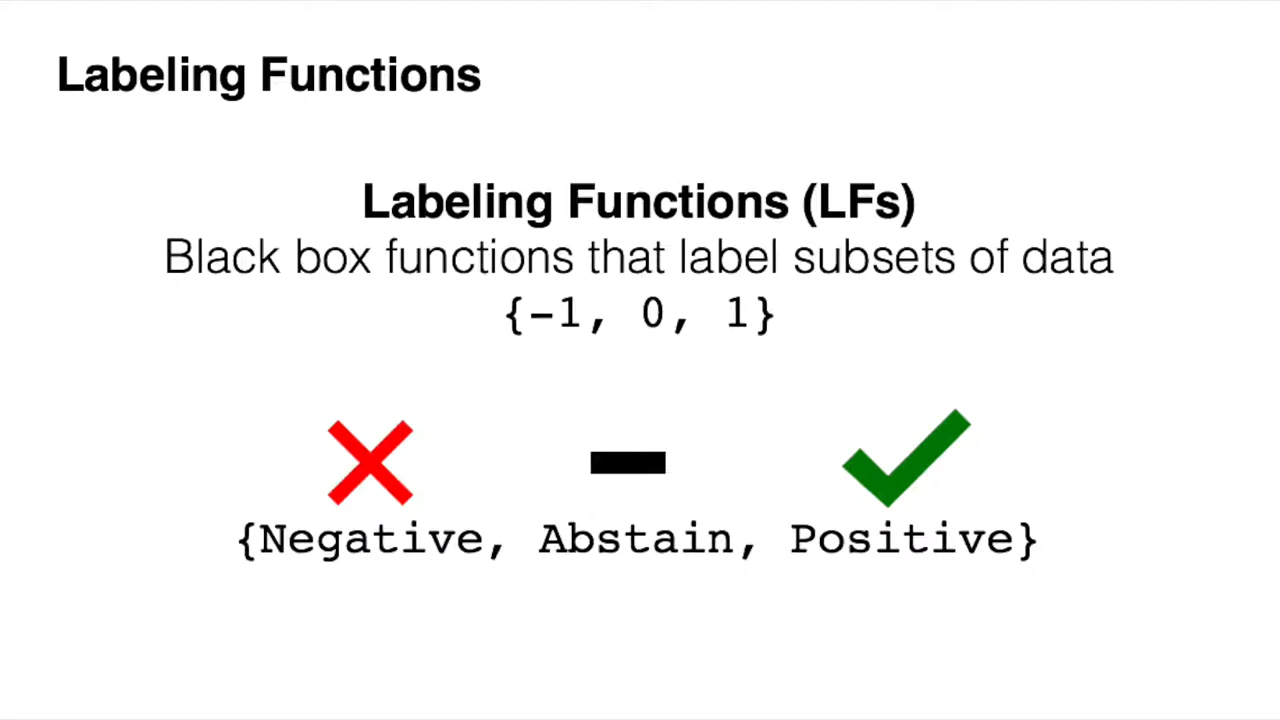 Labeling Functions
Labeling Functions (LFs)
Black box functions that label subsets of data
{-1, 0, 1}
{Negative, Abstain, Positive}